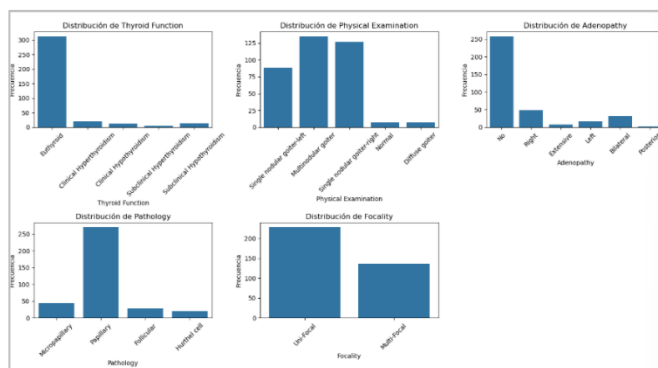 Distribución de Thyroid Function
300
250
200
150
100
50
0
Frecuencia
Euthyroid
Clinical Hyperthyroidism
Clinical Hypothyroidism
Subclinical Hyperthyroidism
Subclinical Hypothyroidism
Thyroid Function
Distribución de Physical Examination
125
100
75
50
25
0
Frecuencia
Single nodular goiter-left
Multinodular goiter
Single nodular goiter-right
Normal
Diffuse goiter
Physical Examination
Distribución de Adenopathy
250
200
150
100
50
0
Frecuencia
No
Right
Extensive
Left
Bilateral
Posterior
Adenopathy
Distribución de Pathology
250
200
150
100
50
0
Frecuencia
Micropapillary
Papillary
Follicular
Hurthel cell
Pathology
Distribución de Focality
200
150
100
50
0
Frecuencia
Uni-Focal
Multi-Focal
Focality